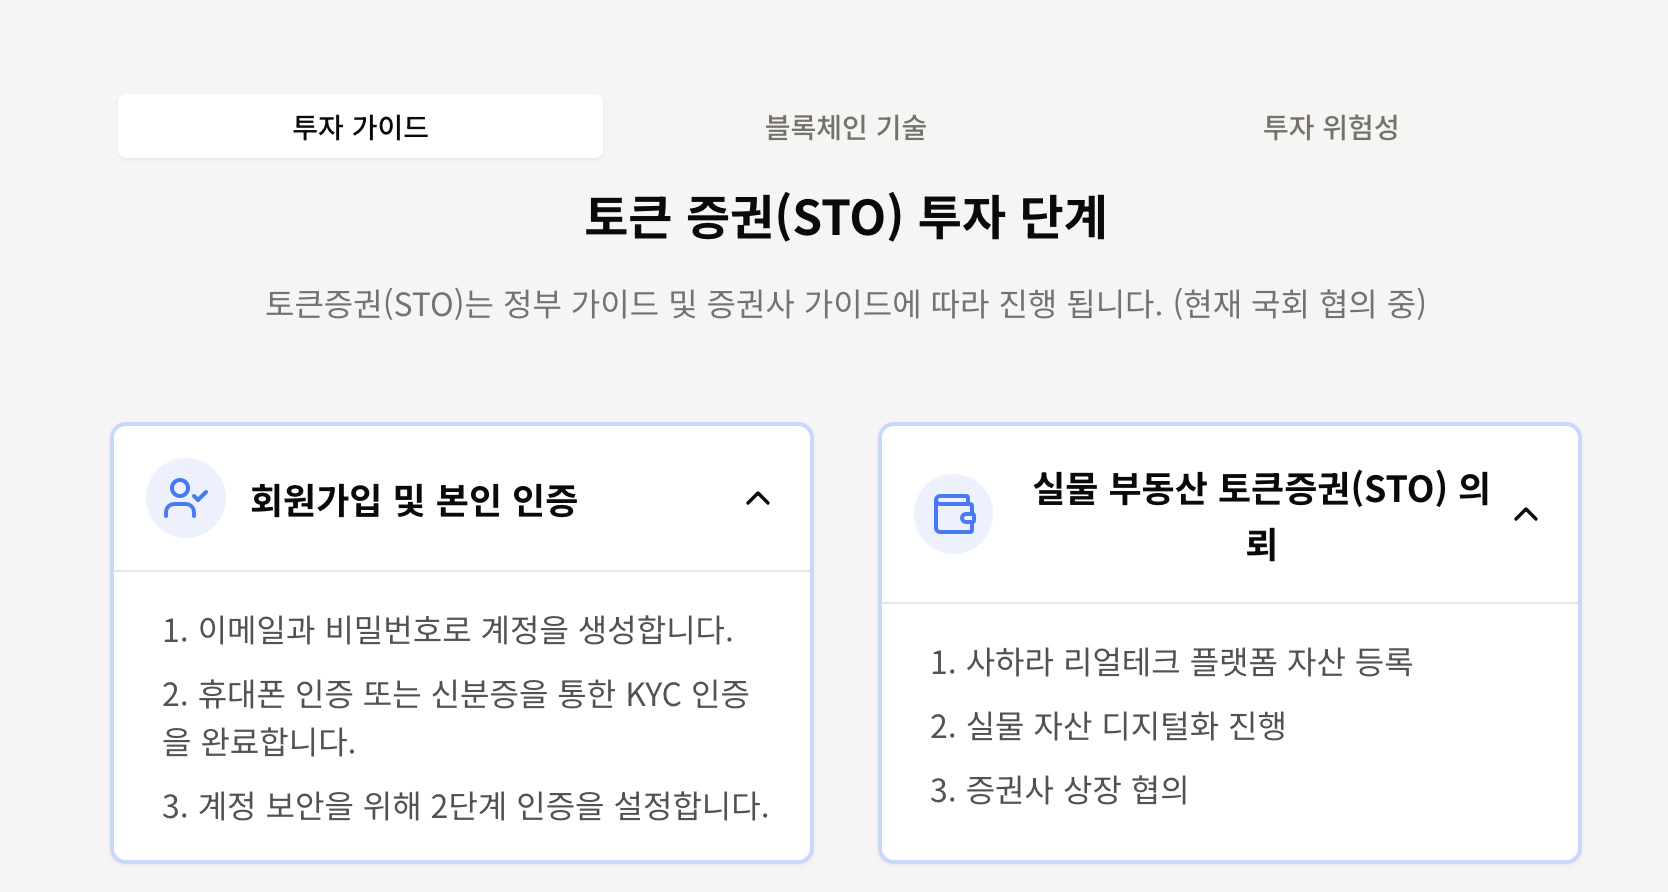 투자 가이드
블록체인 기술
투자 위험성
토큰 증권(STO) 투자 단계
토큰증권(STO)는 정부 가이드 및 증권사 가이드에 따라 진행 됩니다. (현재 국회 협의 중)
회원가입 및 본인 인증
1. 이메일과 비밀번호로 계정을 생성합니다.
2. 휴대폰 인증 또는 신분증을 통한 KYC 인증
을 완료합니다.
3. 계정 보안을 위해 2단계 인증을 설정합니다.
실물 부동산 토큰증권(STO) 의
뢰
1. 사하라 리얼테크 플랫폼 자산 등록
2. 실물 자산 디지털화 진행
3. 증권사 상장 협의